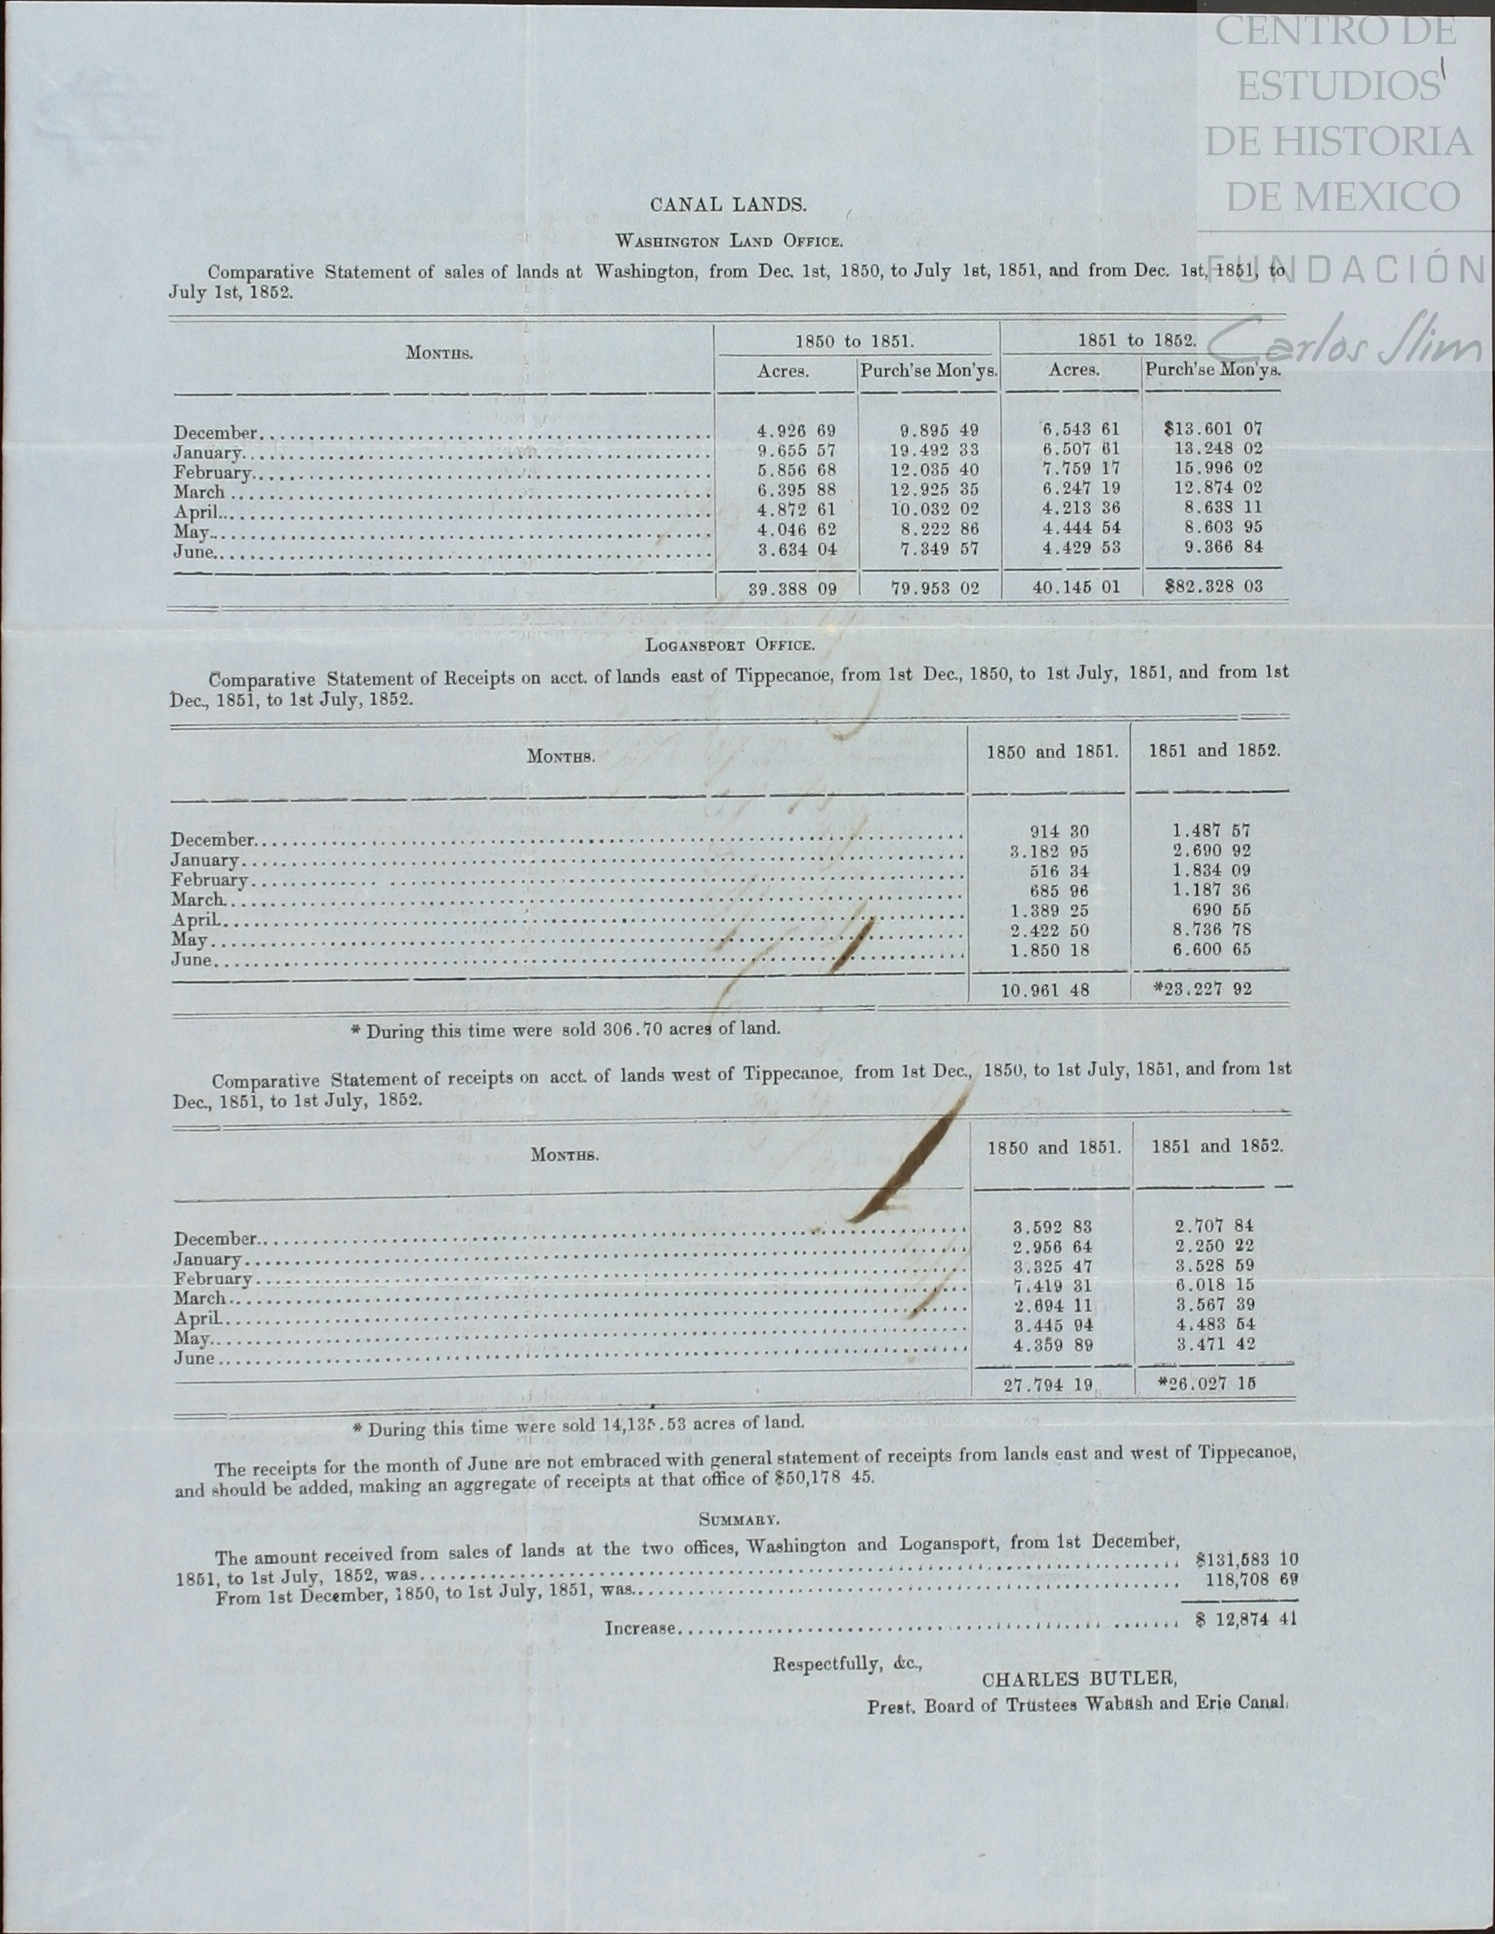 CENTRO DE
ESTUDIOS
DE HISTORIA
DE MEXICO
FUNDACIÓN
Carlos Slim
CANAL LANDS.
WASHINGTON LAND OFFICE.
Comparative Statement of sales of lands at Washington, from Dec. 1st, 1850, to July 1st, 1851, and from Dec. 1st, 1851, to
July 1st, 1852.
MONTHS. 1850 to 1851. 1851 to 1852.
Acres. Purch'se Mon'ys. Acres. Purch'se Mon'ys.
December 4.926 69 9.895 49 6.543 61 $13.601 07
January 9.655 57 19.492 33 6.507 61 13.248 02
February 5.856 68 12.035 40 7.759 17 15.996 02
March 6.395 88 12.925 35 6.247 19 12.874 02
April 4.872 61 10.032 02 4.213 36 8.638 11
May 4.046 62 8.222 86 4.444 54 8.603 95
June 3.634 04 7.349 57 4.429 53 9.366 84
39.388 09 79.953 02 40.145 01 $82.328 03
LOGANSPORT OFFICE.
Comparative Statement of Receipts on acct. of lands east of Tippecanoe, from 1st Dec., 1850, to 1st July, 1851, and from 1st
Dec., 1851, to 1st July, 1852.
MONTHS. 1850 and 1851. 1851 and 1852.
December 914 30 1.487 57
January 3.182 95 2.690 92
February 516 34 1.834 09
March 685 96 1.187 36
April 1.389 25 690 55
May 2.422 50 8.736 78
June 1.850 18 6.600 65
10.961 48 *23.227 92
* During this time were sold 306.70 acres of land.
Comparative Statement of receipts on acct. of lands west of Tippecanoe, from 1st Dec., 1850, to 1st July, 1851, and from 1st
Dec., 1851, to 1st July, 1852.
MONTHS. 1850 and 1851. 1851 and 1852.
December 3.592 83 2.707 84
January 2.956 64 2.250 22
February 3.325 47 3.528 59
March 7.419 31 6.018 15
April 2.694 11 3.567 39
May 3.445 94 4.483 54
June 4.359 89 3.471 42
27.794 19 *26.027 15
* During this time were sold 14,135.53 acres of land.
The receipts for the month of June are not embraced with general statement of receipts from lands east and west of Tippecanoe,
and should be added, making an aggregate of receipts at that office of $50,178 45.
SUMMARY.
The amount received from sales of lands at the two offices, Washington and Logansport, from 1st December,
1851, to 1st July, 1852, was $131,583 10
From 1st December, 1850, to 1st July, 1851, was 118,708 69
Increase $ 12,874 41
Respectfully, &c.,
CHARLES BUTLER,
Prest. Board of Trustees Wabash and Erie Canal.